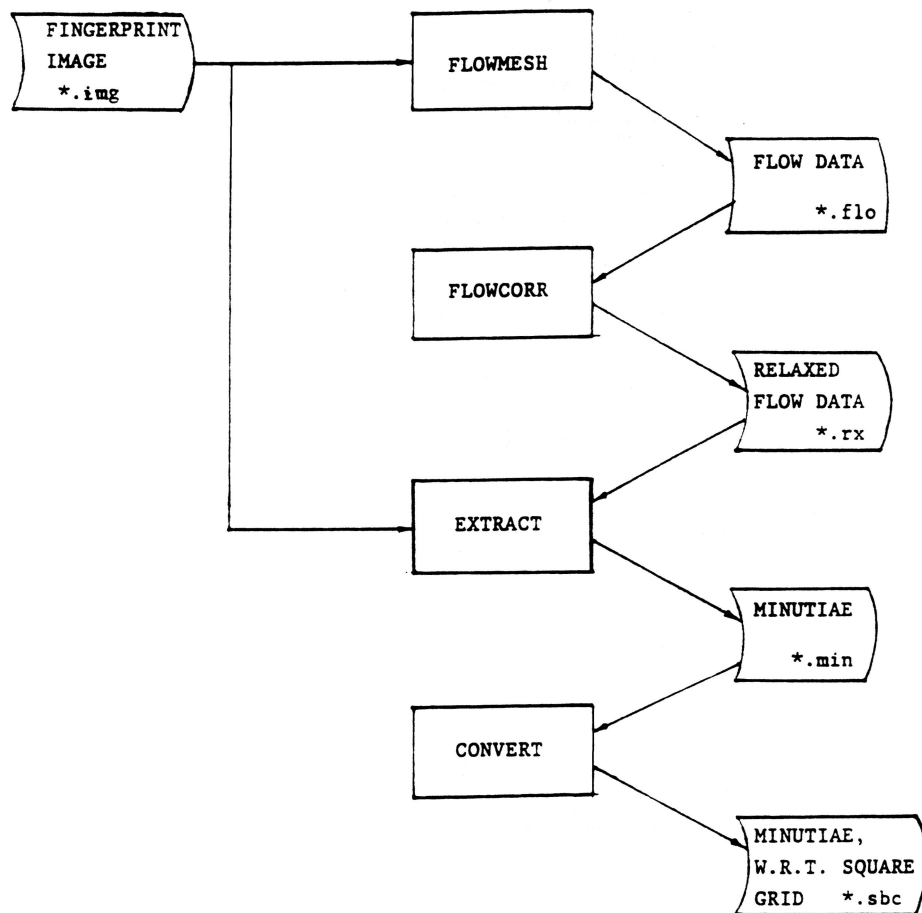 FINGERPRINT
IMAGE
*.img
FLOWMESH
FLOW DATA
*.flo
FLOWCORR
RELAXED
FLOW DATA
*.rx
EXTRACT
MINUTIAE
*.min
CONVERT
MINUTIAE,
W.R.T. SQUARE
GRID *.sbc